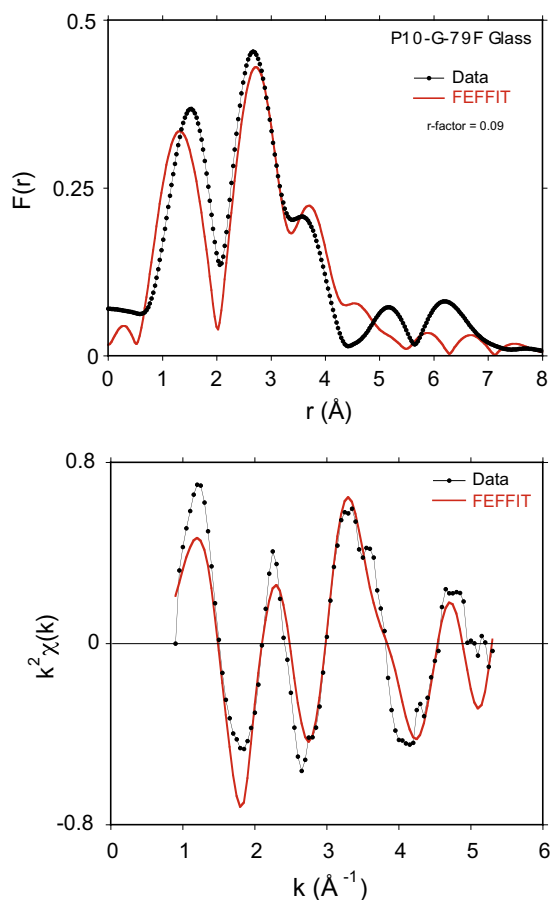 0.5
P10-G-79F Glass
Data
FEFFIT
r-factor = 0.09
F(r)
0.25
0
0 1 2 3 4 5 6 7 8
r (Å)
0.8
Data
FEFFIT
k² χ(k)
0
-0.8
0 1 2 3 4 5 6
k (Å ⁻¹)